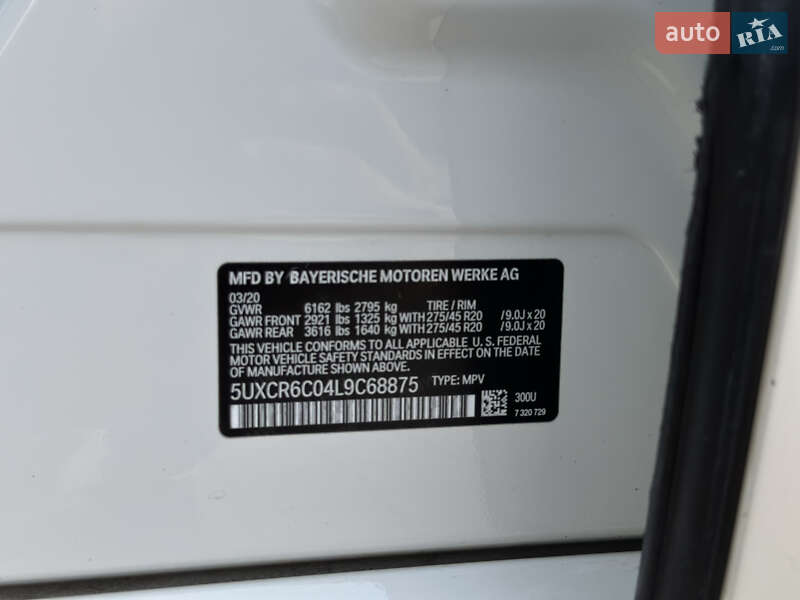 auto RIA .com
MFD BY BAYERISCHE MOTOREN WERKE AG
03/20
GVWR 6162 lbs 2795 kg TIRE / RIM
GAWR FRONT 2921 lbs 1325 kg WITH 275/45 R20 /9.0J x 20
GAWR REAR 3616 lbs 1640 kg WITH 275/45 R20 /9.0J x 20
THIS VEHICLE CONFORMS TO ALL APPLICABLE U. S. FEDERAL
MOTOR VEHICLE SAFETY STANDARDS IN EFFECT ON THE DATE
OF MANUFACTURE SHOWN ABOVE.
5UXCR6C04L9C68875 TYPE: MPV
300U
7 320 729